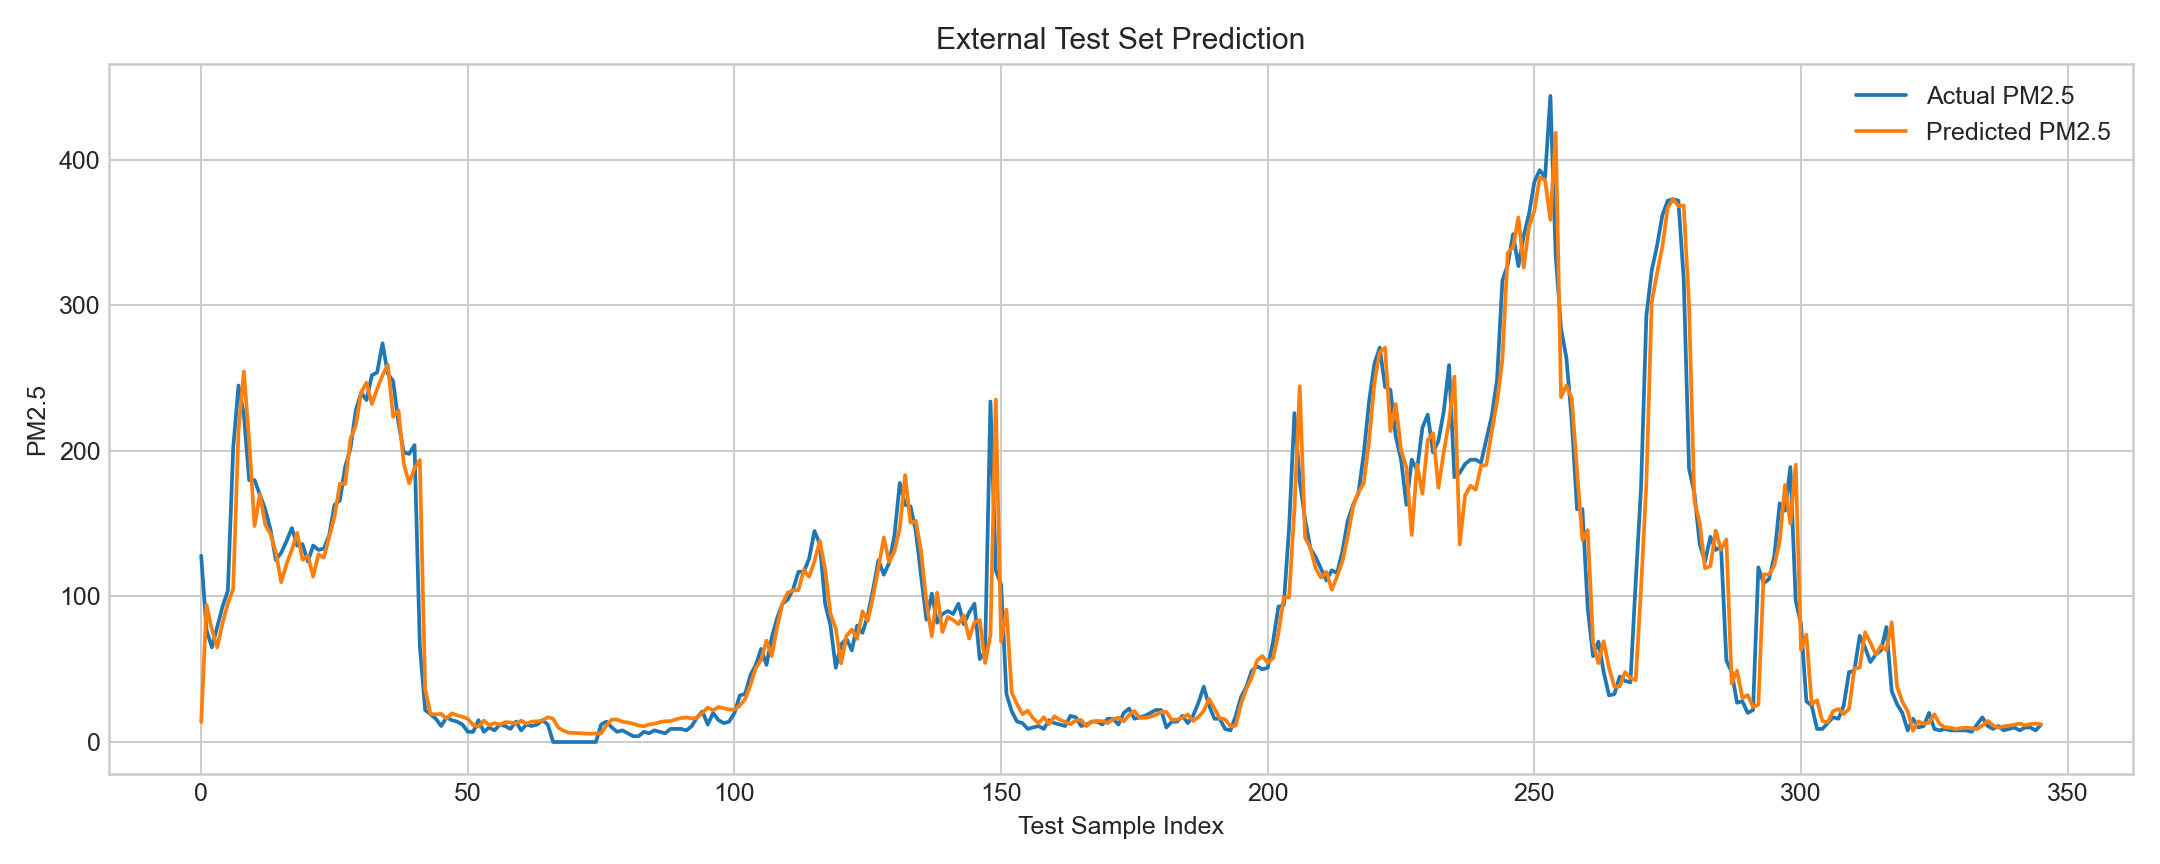 External Test Set Prediction
Actual PM2.5
Predicted PM2.5
400
300
200
100
0
PM2.5
0 50 100 150 200 250 300 350
Test Sample Index